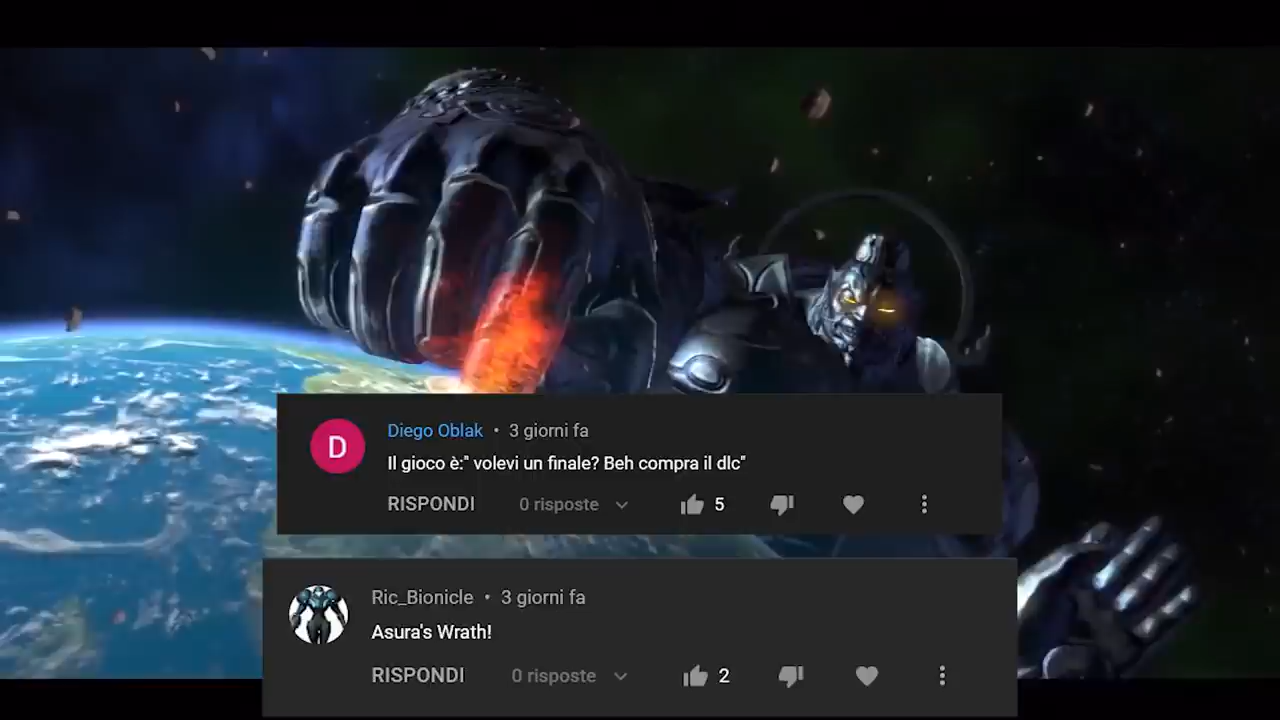 D
Diego Oblak • 3 giorni fa
Il gioco è:" volevi un finale? Beh compra il dlc"
RISPONDI 0 risposte 5
Ric_Bionicle • 3 giorni fa
Asura's Wrath!
RISPONDI 0 risposte 2